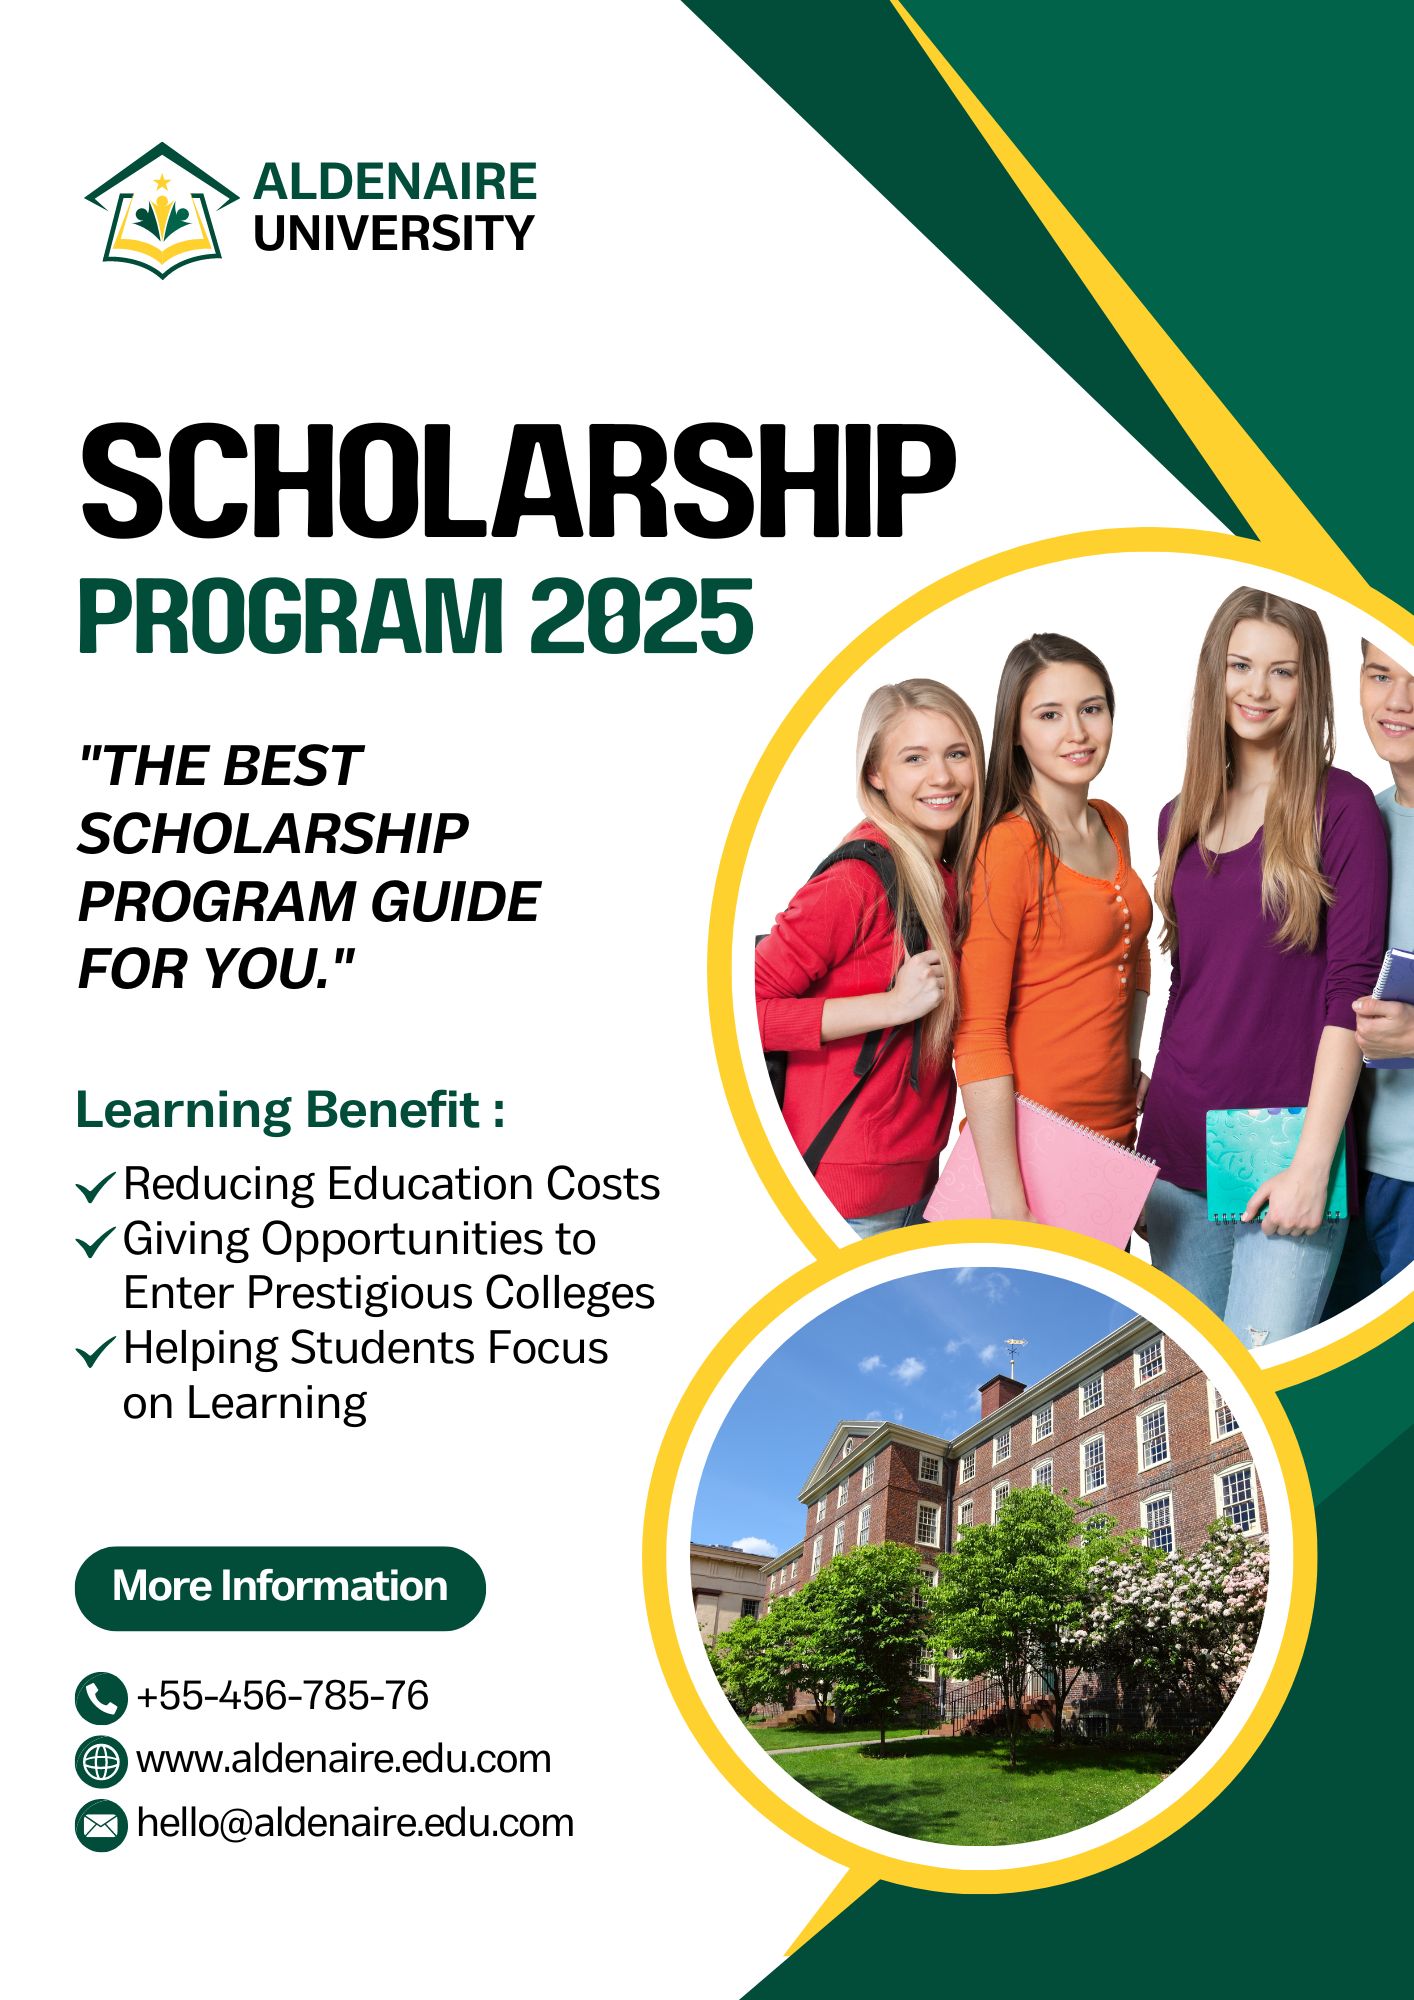 ALDENAIRE
UNIVERSITY
SCHOLARSHIP
PROGRAM 2025
"THE BEST
SCHOLARSHIP
PROGRAM GUIDE
FOR YOU."
Learning Benefit :
Reducing Education Costs
Giving Opportunities to
Enter Prestigious Colleges
Helping Students Focus
on Learning
More Information
+55-456-785-76
www.aldenaire.edu.com
hello@aldenaire.edu.com